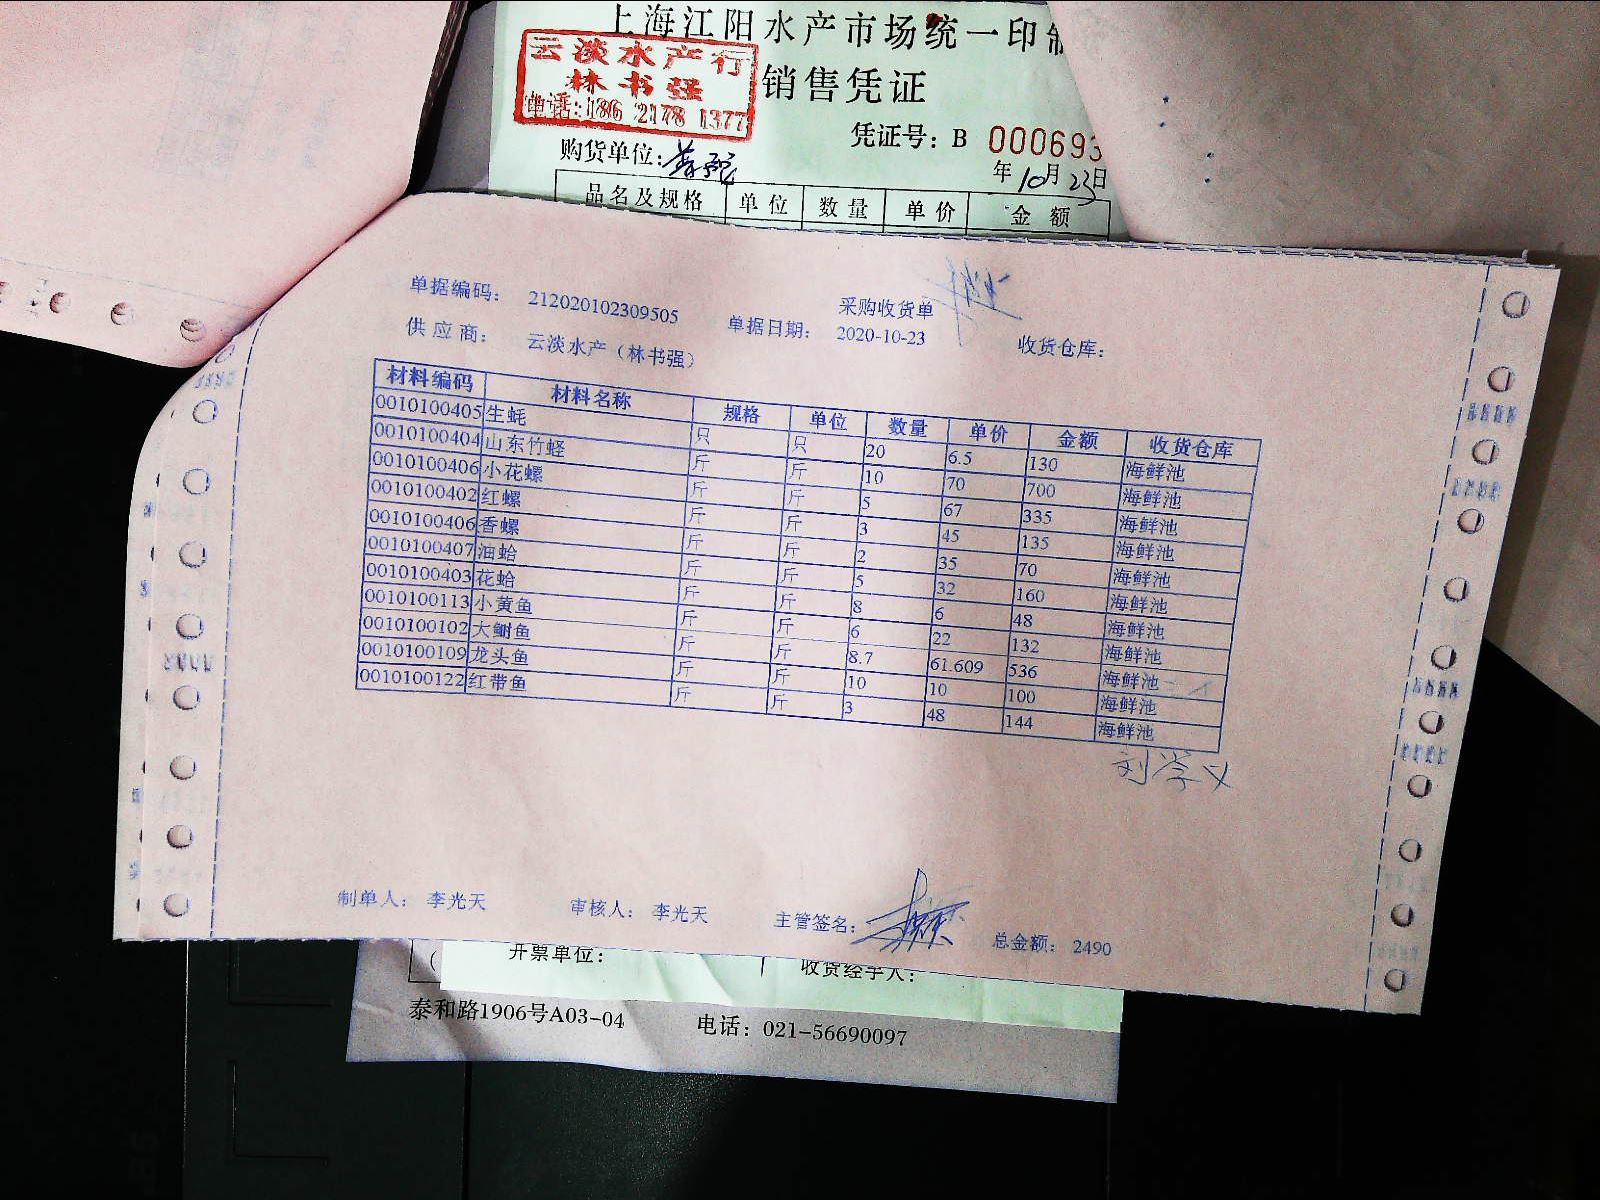 上海江阳水产市场统一印制
云淡水产行
林书强
电话:186 2178 1377
销售凭证
凭证号: B 000693
购货单位:
年10月23日
品名及规格 单位 数量 单价 金额
采购收货单
单据编码: 212020102309505 单据日期: 2020-10-23 收货仓库:
供应商: 云淡水产（林书强）
材料编码 材料名称 规格 单位 数量 单价 金额 收货仓库
0010100405 生蚝 只 只 20 6.5 130 海鲜池
0010100404 山东竹蛏 斤 斤 10 70 700 海鲜池
0010100406 小花螺 斤 斤 5 67 335 海鲜池
0010100402 红螺 斤 斤 3 45 135 海鲜池
0010100406 香螺 斤 斤 2 35 70 海鲜池
0010100407 油蛤 斤 斤 5 32 160 海鲜池
0010100403 花蛤 斤 斤 8 6 48 海鲜池
0010100113 小黄鱼 斤 斤 6 22 132 海鲜池
0010100102 大鲥鱼 斤 斤 8.7 61.609 536 海鲜池
0010100109 龙头鱼 斤 斤 10 10 100 海鲜池
0010100122 红带鱼 斤 斤 3 48 144 海鲜池
刘学义
制单人: 李光天 审核人: 李光天 主管签名: 总金额: 2490
开票单位: 收货经手人:
泰和路1906号A03-04 电话: 021-56690097